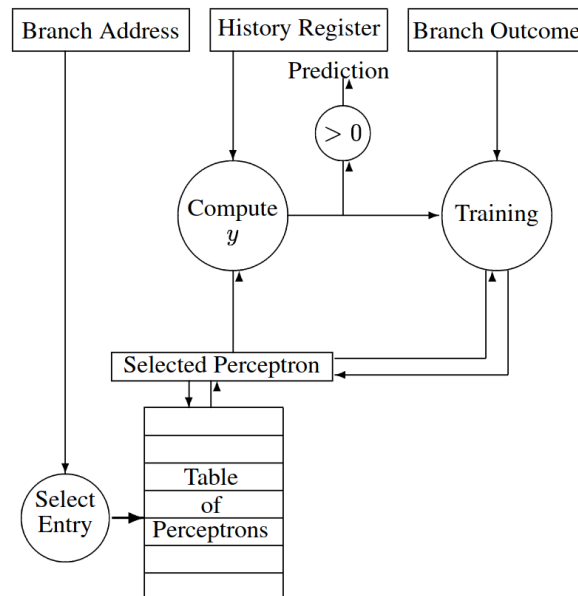 Branch Address
History Register
Branch Outcome
Prediction
> 0
Compute
y
Training
Selected Perceptron
Table
of
Perceptrons
Select
Entry